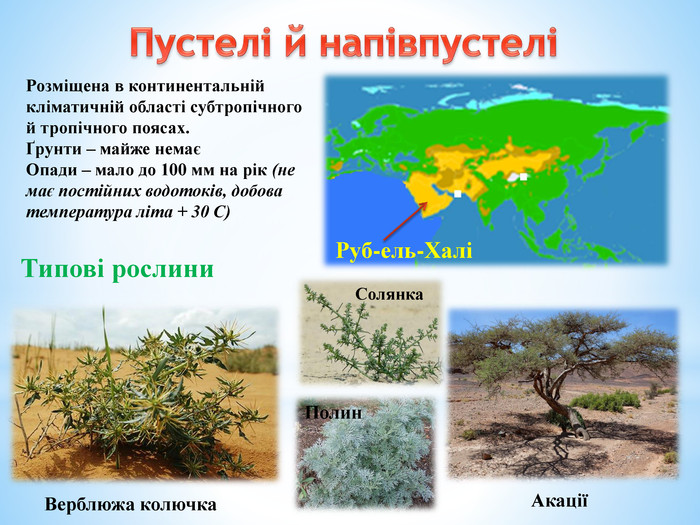 Пустелі й напівпустелі
Розміщена в континентальній
кліматичній області субтропічного
й тропічного поясах.
Ґрунти – майже немає
Опади – мало до 100 мм на рік (не
має постійних водотоків, добова
температура літа + 30 С)
Руб-ель-Халі
Типові рослини
Солянка
Полин
Верблюжа колючка
Акації